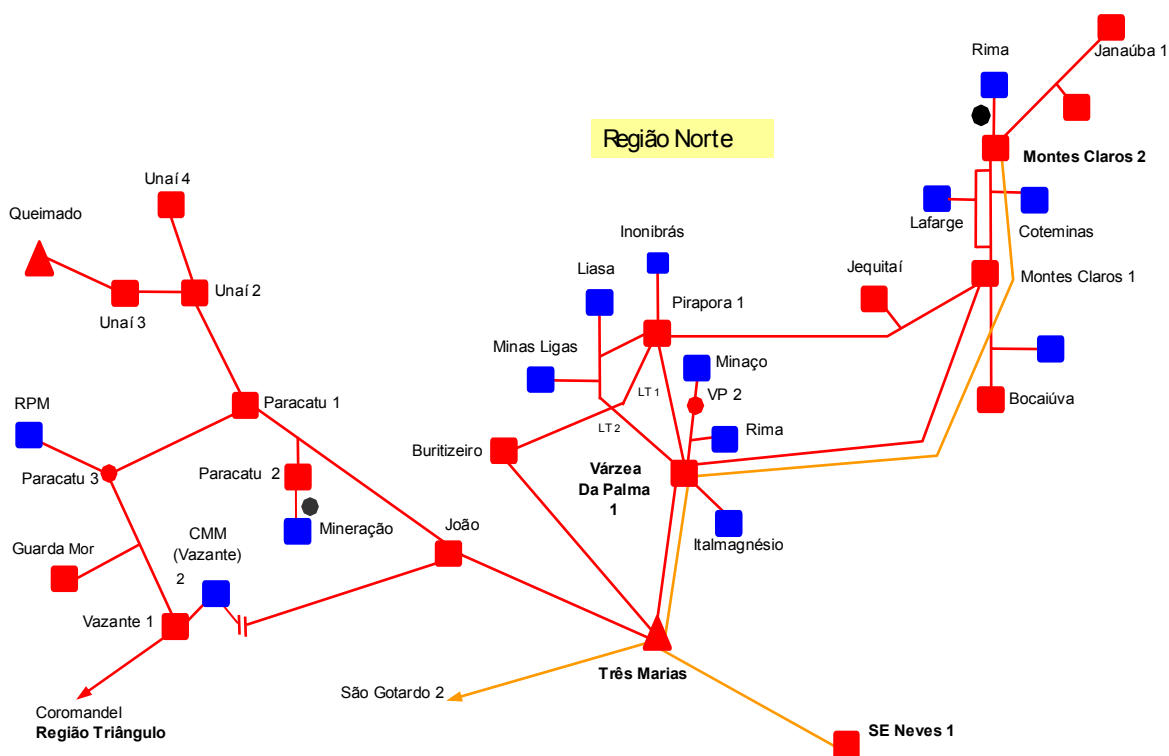 Rima
Janaúba 1
Região Norte
Montes Claros 2
Unaí 4
Queimado
Lafarge
Coteminas
Inonibrás
Liasa
Jequitaí
Montes Claros 1
Unaí 2
Unaí 3
Pirapora 1
Minas Ligas
Minaço
LT 1
VP 2
RPM
Paracatu 1
Bocaiúva
LT 2
Rima
Buritizeiro
Paracatu 3
Paracatu 2
Várzea
Da Palma
1
Mineração
João
CMM
(Vazante)
2
Guarda Mor
Italmagnésio
Vazante 1
Três Marias
São Gotardo 2
Coromandel
Região Triângulo
SE Neves 1